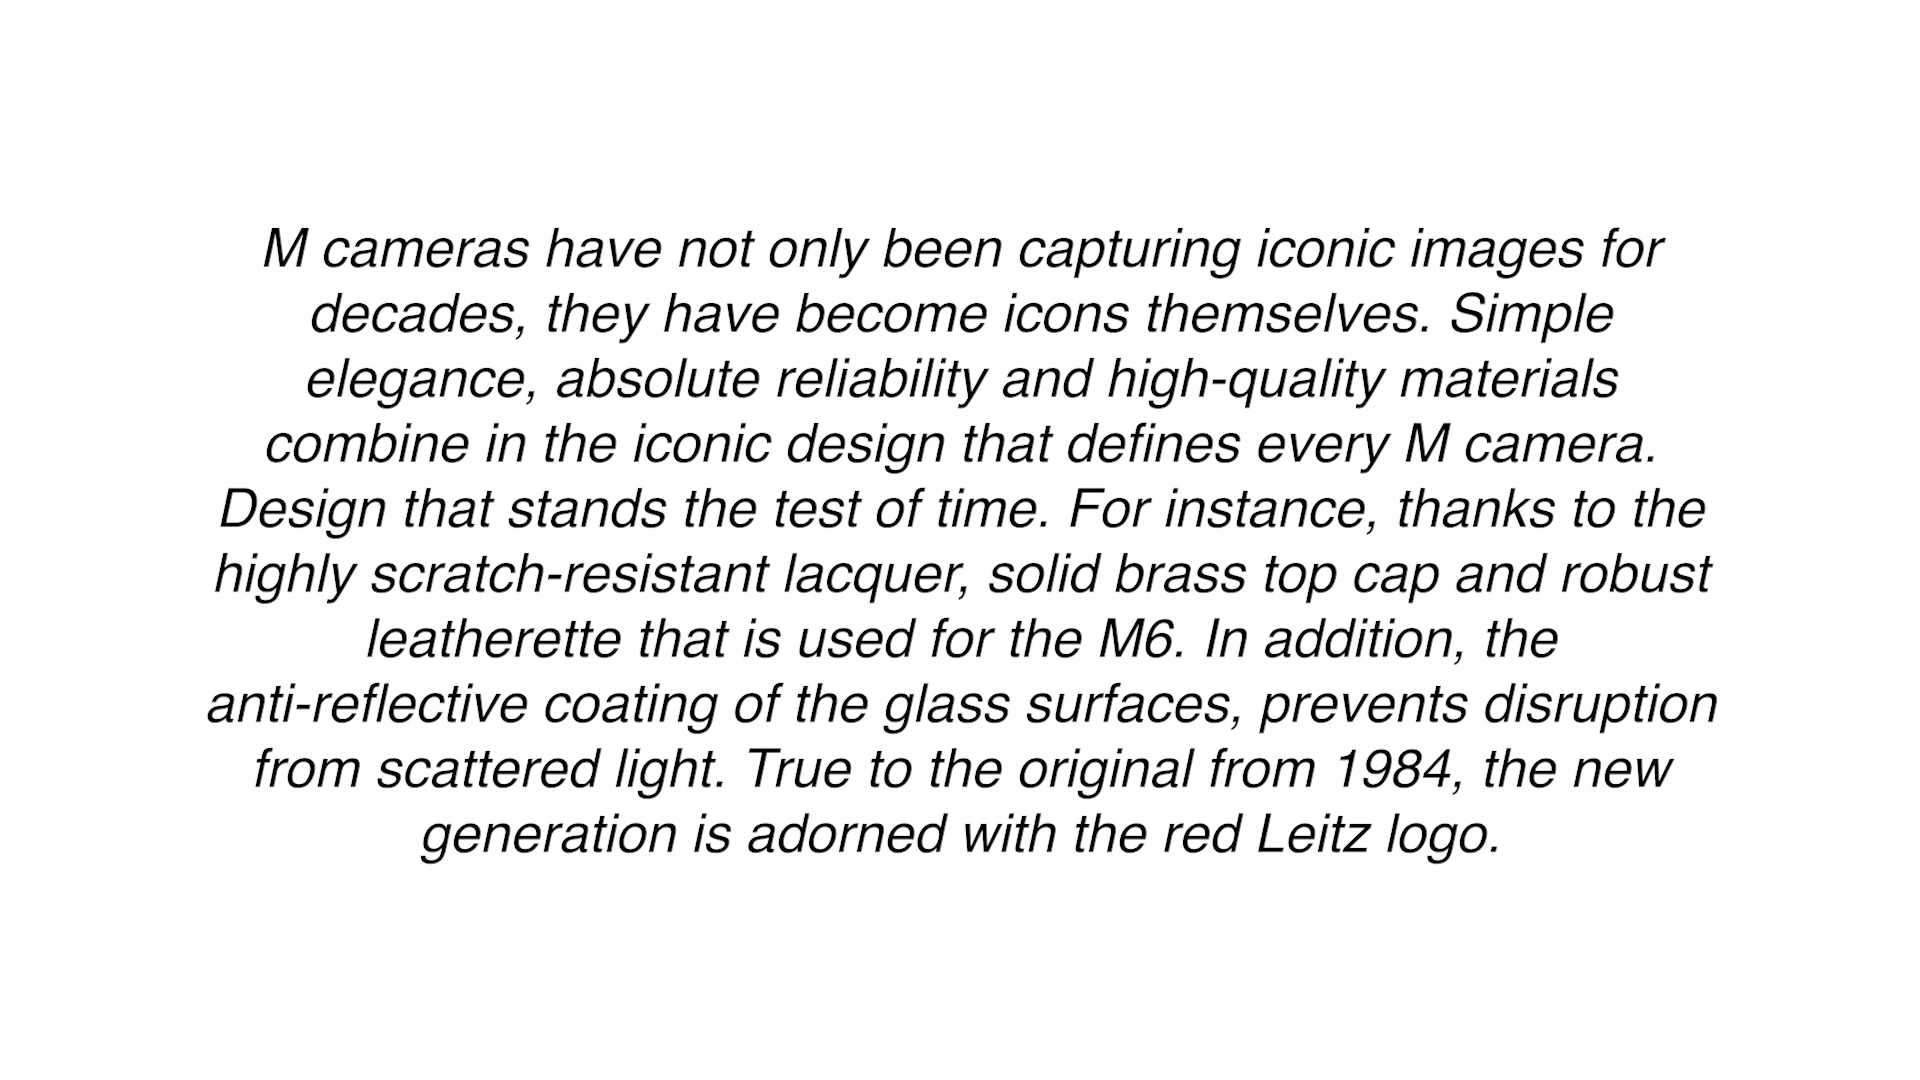 M cameras have not only been capturing iconic images for
decades, they have become icons themselves. Simple
elegance, absolute reliability and high-quality materials
combine in the iconic design that defines every M camera.
Design that stands the test of time. For instance, thanks to the
highly scratch-resistant lacquer, solid brass top cap and robust
leatherette that is used for the M6. In addition, the
anti-reflective coating of the glass surfaces, prevents disruption
from scattered light. True to the original from 1984, the new
generation is adorned with the red Leitz logo.